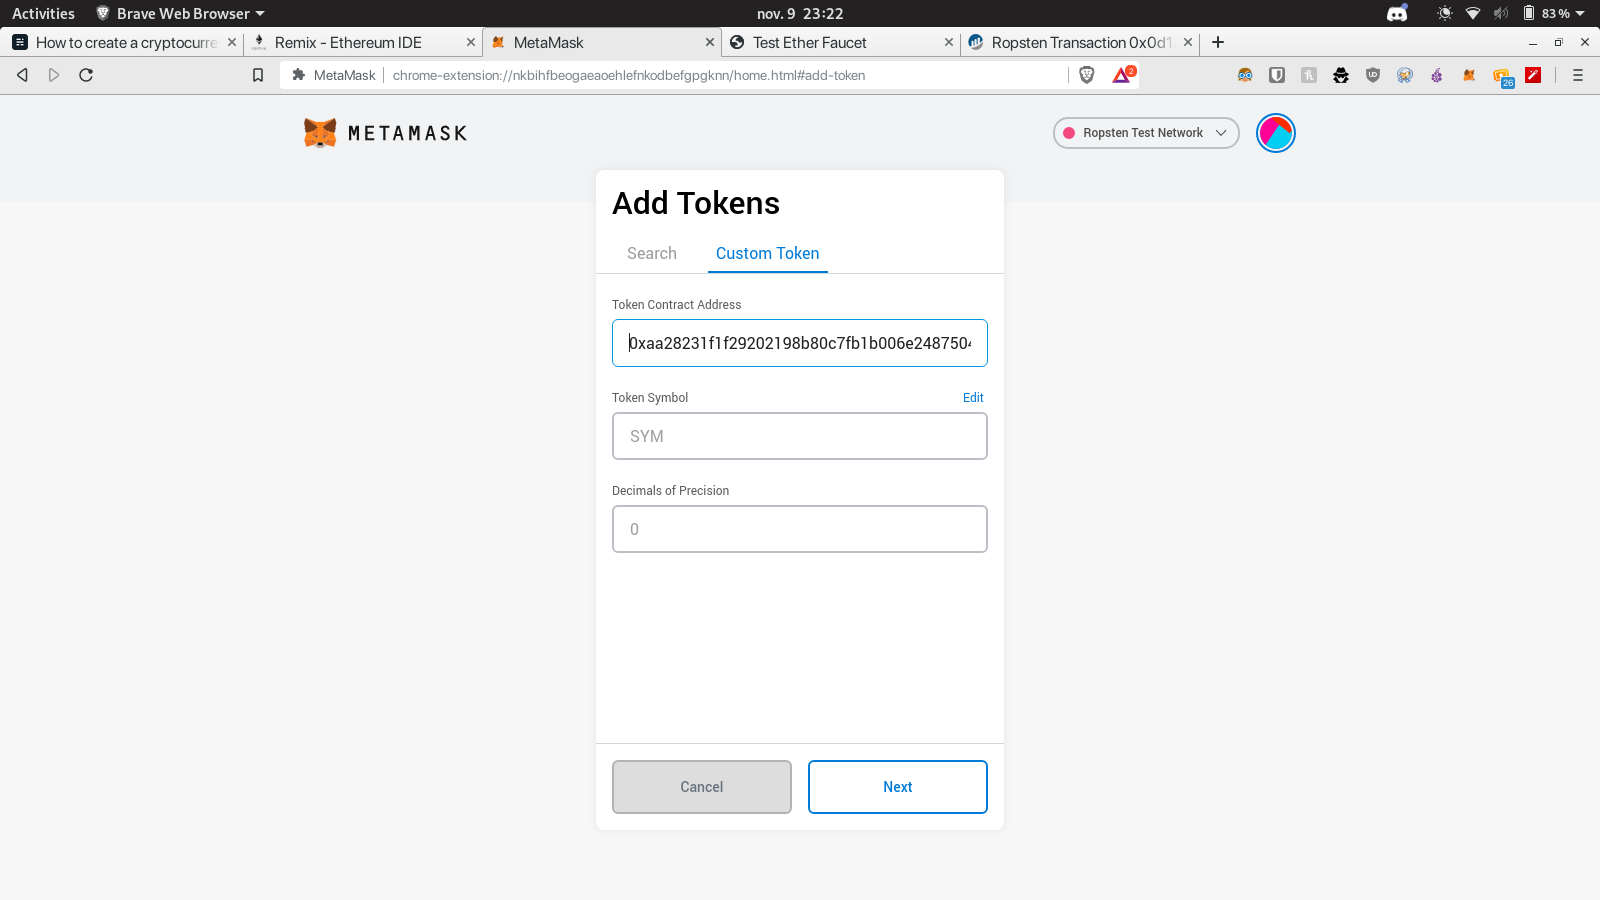 Activities Brave Web Browser nov. 9 23:22 83 %
How to create a cryptocurre Remix - Ethereum IDE MetaMask Test Ether Faucet Ropsten Transaction 0x0d1
MetaMask chrome-extension://nkbihfbeogaeaoehlefnkodbefgpgknn/home.html#add-token 2 26
METAMASK Ropsten Test Network
Add Tokens
Search Custom Token
Token Contract Address
0xaa28231f1f29202198b80c7fb1b006e2487504
Token Symbol Edit
SYM
Decimals of Precision
0
Cancel Next